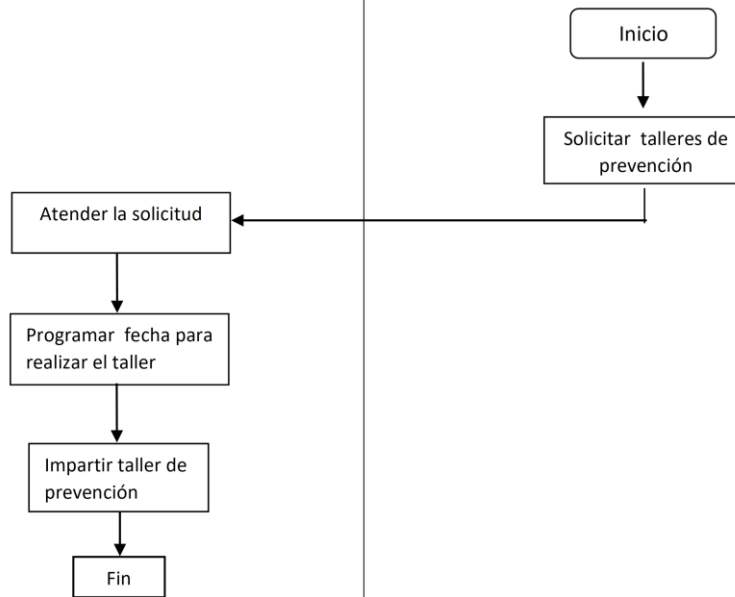 Inicio
Solicitar talleres de
prevención
Atender la solicitud
Programar fecha para
realizar el taller
Impartir taller de
prevención
Fin